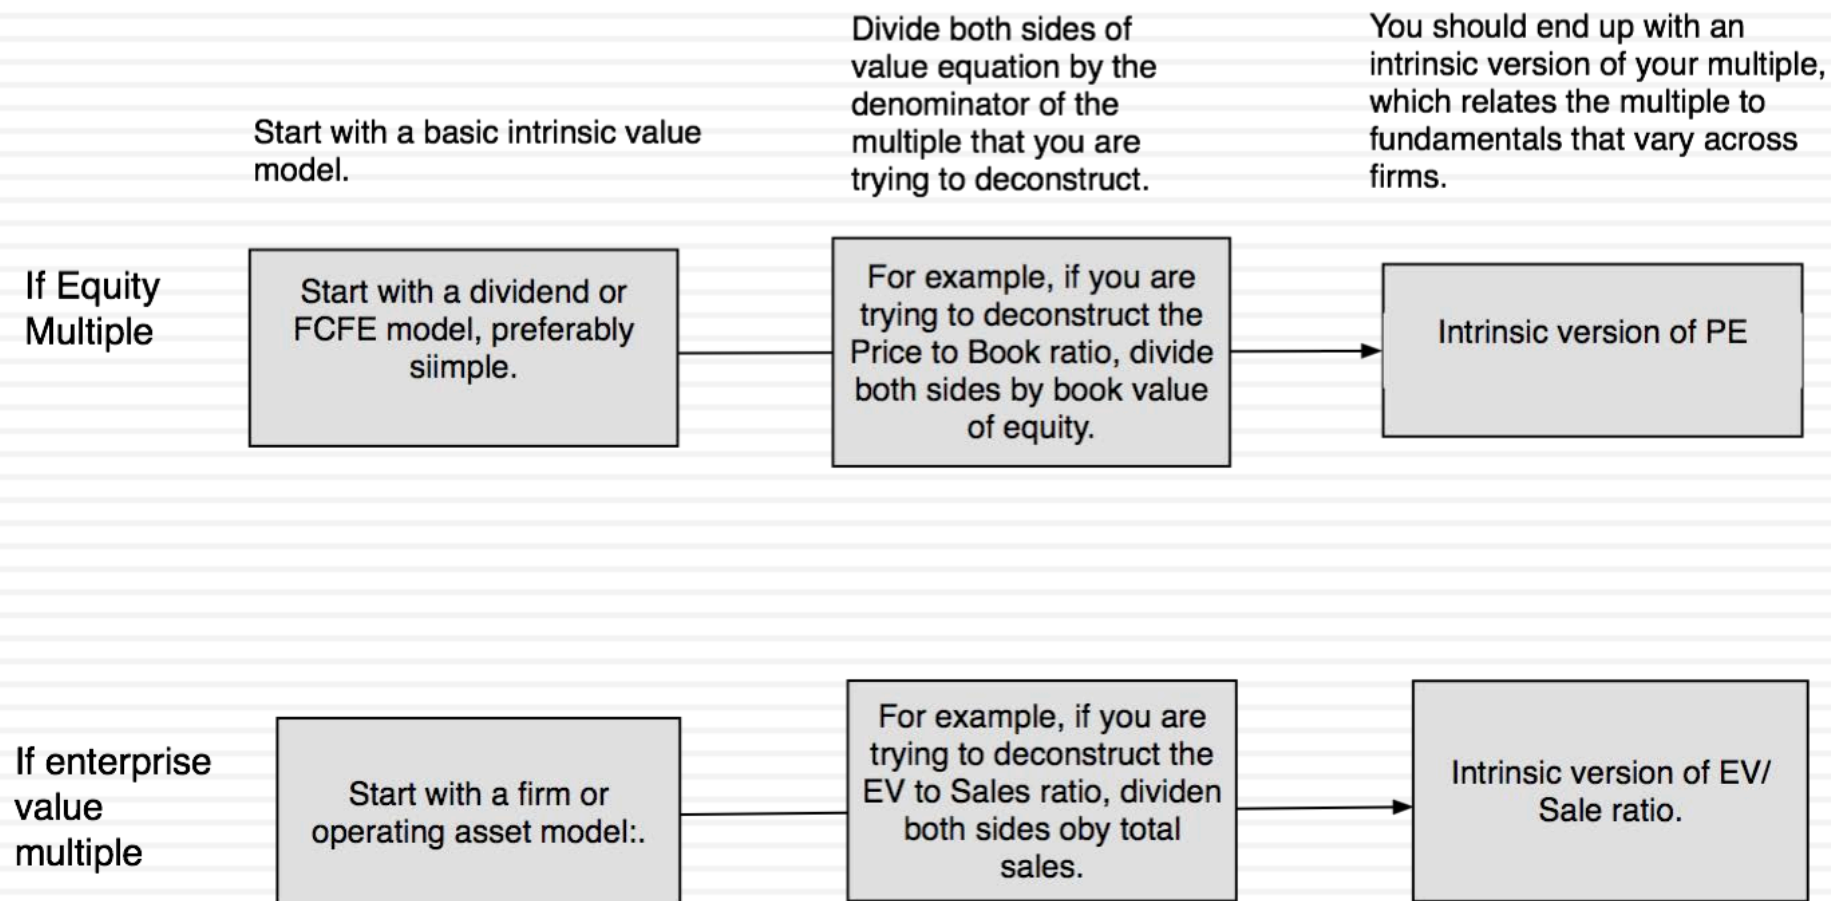 Start with a basic intrinsic value
model.
Divide both sides of
value equation by the
denominator of the
multiple that you are
trying to deconstruct.
You should end up with an
intrinsic version of your multiple,
which relates the multiple to
fundamentals that vary across
firms.
If Equity
Multiple
Start with a dividend or
FCFE model, preferably
siimple.
For example, if you are
trying to deconstruct the
Price to Book ratio, divide
both sides by book value
of equity.
Intrinsic version of PE
If enterprise
value
multiple
Start with a firm or
operating asset model:.
For example, if you are
trying to deconstruct the
EV to Sales ratio, dividen
both sides oby total
sales.
Intrinsic version of EV/
Sale ratio.